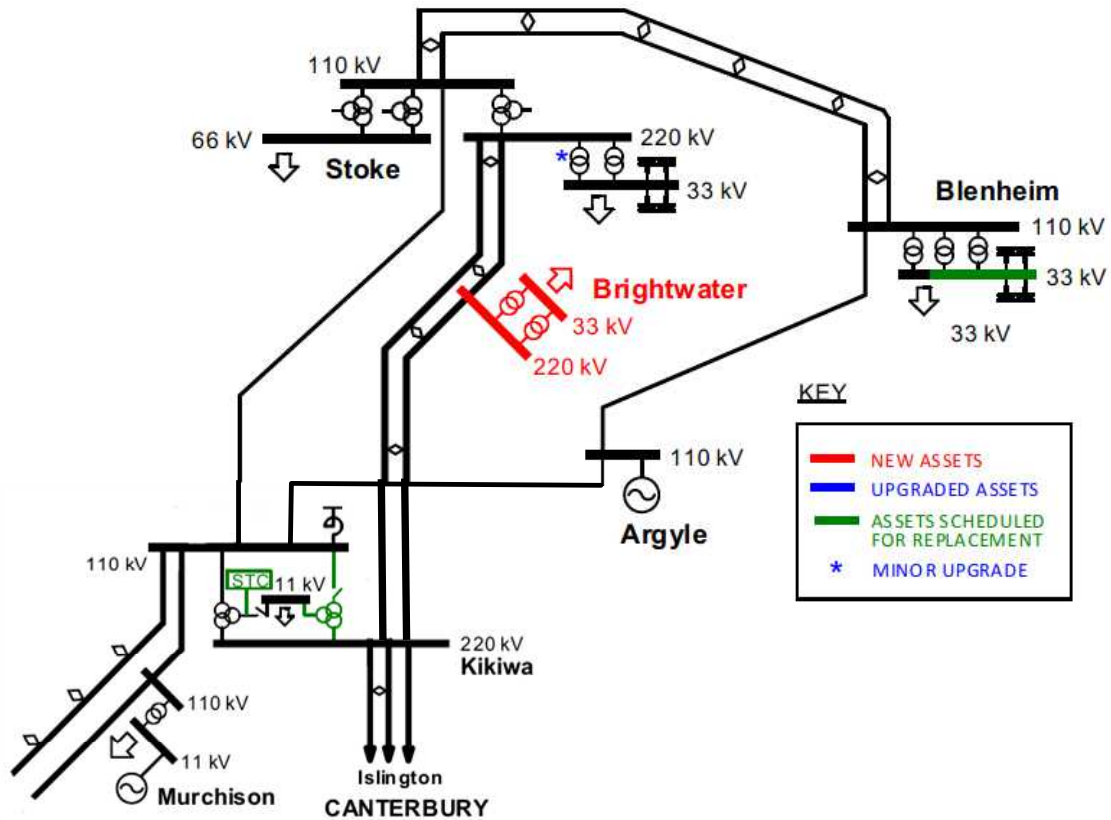 110 kV
66 kV
Stoke
220 kV
*
33 kV
Blenheim
110 kV
33 kV
33 kV
Brightwater
33 kV
220 kV
KEY
NEW ASSETS
UPGRADED ASSETS
ASSETS SCHEDULED
FOR REPLACEMENT
* MINOR UPGRADE
110 kV
Argyle
110 kV
STC
11 kV
220 kV
Kikiwa
110 kV
11 kV
Murchison
Islington
CANTERBURY